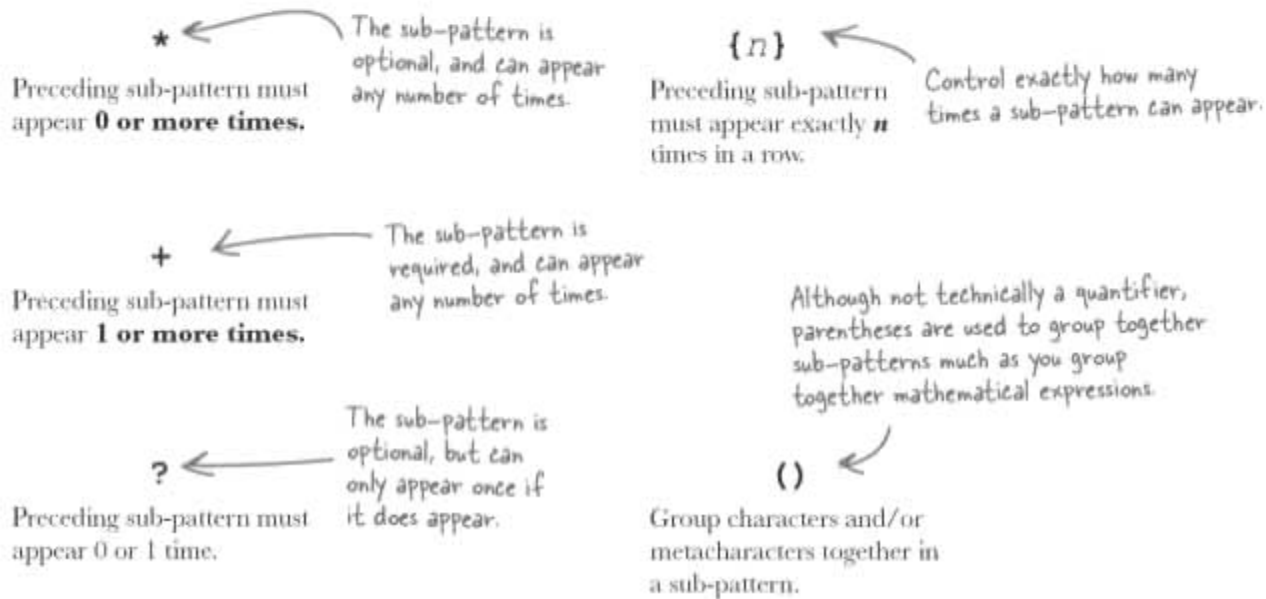 *
The sub-pattern is
optional, and can appear
any number of times.
Preceding sub-pattern must
appear 0 or more times.
{n}
Control exactly how many
times a sub-pattern can appear.
Preceding sub-pattern
must appear exactly n
times in a row.
+
The sub-pattern is
required, and can appear
any number of times.
Preceding sub-pattern must
appear 1 or more times.
Although not technically a quantifier,
parentheses are used to group together
sub-patterns much as you group
together mathematical expressions.
?
The sub-pattern is
optional, but can
only appear once if
it does appear.
Preceding sub-pattern must
appear 0 or 1 time.
()
Group characters and/or
metacharacters together in
a sub-pattern.